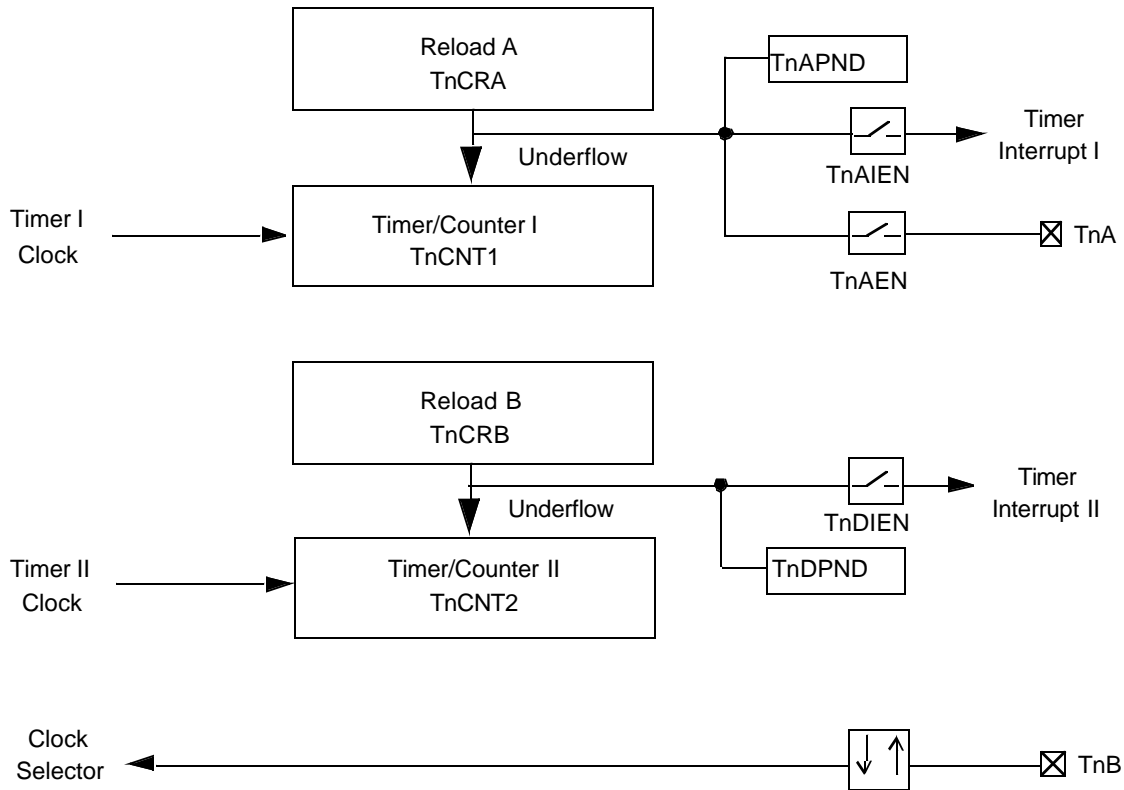 Reload A
TnCRA
TnAPND
Timer
Interrupt I
Underflow
TnAIEN
Timer I
Clock
Timer/Counter I
TnCNT1
TnA
TnAEN
Reload B
TnCRB
Timer
Interrupt II
Underflow
TnDIEN
Timer II
Clock
Timer/Counter II
TnCNT2
TnDPND
Clock
Selector
TnB